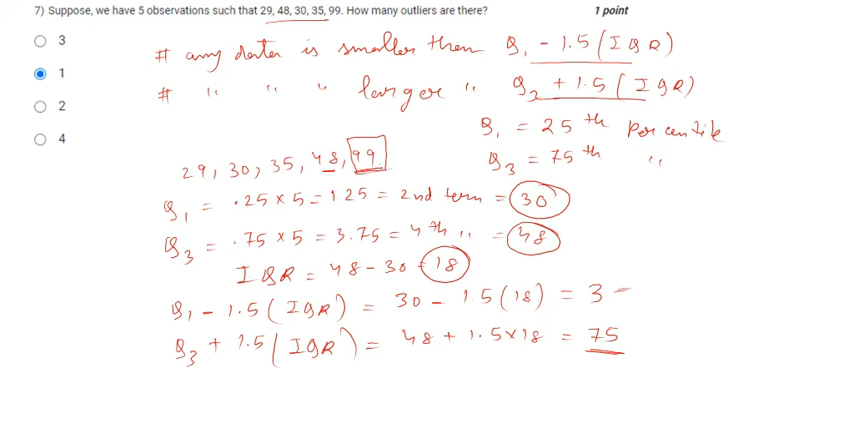 7) Suppose, we have 5 observations such that 29, 48, 30, 35, 99. How many outliers are there?
1 point
3
1
2
4
# any data is smaller then Q1 - 1.5 (IQR)
# " " " larger " Q2 + 1.5 (IQR)
Q1 = 25th Percentile
Q3 = 75th "
29, 30, 35, 48, 99
Q1 = .25 × 5 = 1.25 = 2nd term = 30
Q3 = .75 × 5 = 3.75 = 4th " = 48
IQR = 48 - 30 = 18
Q1 - 1.5 (IQR) = 30 - 1.5 (18) = 3
Q3 + 1.5 (IQR) = 48 + 1.5 × 18 = 75